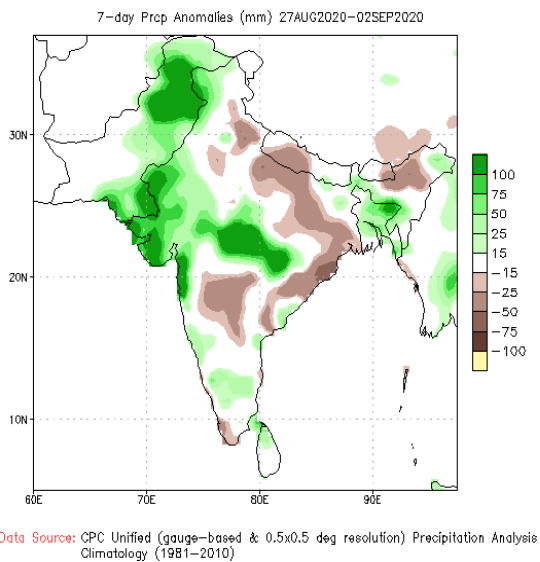 7-day Prcp Anomalies (mm) 27AUG2020-02SEP2020
30N
20N
10N
60E 70E 80E 90E
100
75
50
25
15
-15
-25
-50
-75
-100
Data Source: CPC Unified (gauge-based & 0.5x0.5 deg resolution) Precipitation Analysis
Climatology (1981-2010)